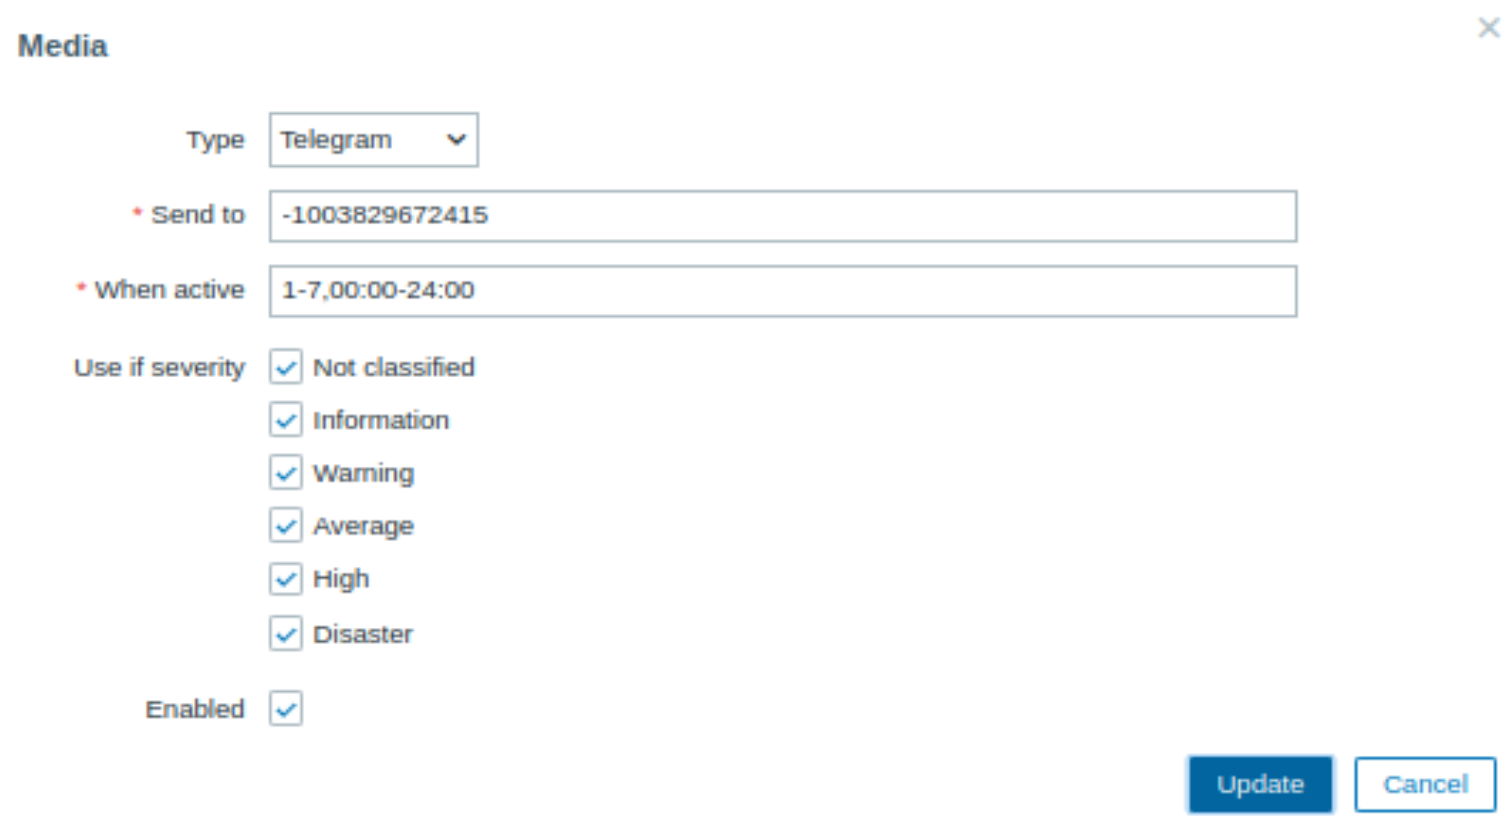 Media
Type Telegram
* Send to -1003829672415
* When active 1-7,00:00-24:00
Use if severity Not classified
Information
Warning
Average
High
Disaster
Enabled
Update Cancel